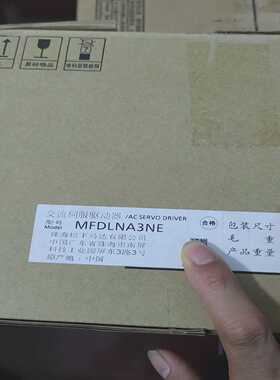 交流伺服驱动器 /AC SERVO DRIVER
型号
Model MFDLNA3NE
珠海松下马达有限公司
中国广东省珠海市南屏
科技工业园屏东3路3号
原产地:中国
合格
包装尺寸
毛 重
产品重量